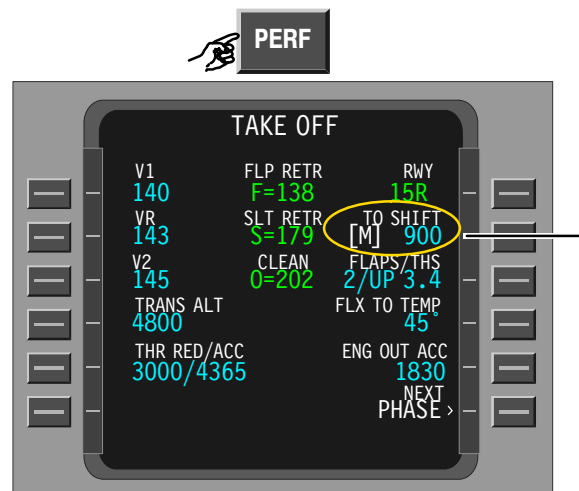 PERF
TAKE OFF
V1 FLP RETR RWY
140 F=138 15R
VR SLT RETR TO SHIFT
143 S=179 [M] 900
V2 CLEAN FLAPS/THS
145 O=202 2/UP 3.4
TRANS ALT FLX TO TEMP
4800 45°
THR RED/ACC ENG OUT ACC
3000/4365 1830
NEXT
PHASE >